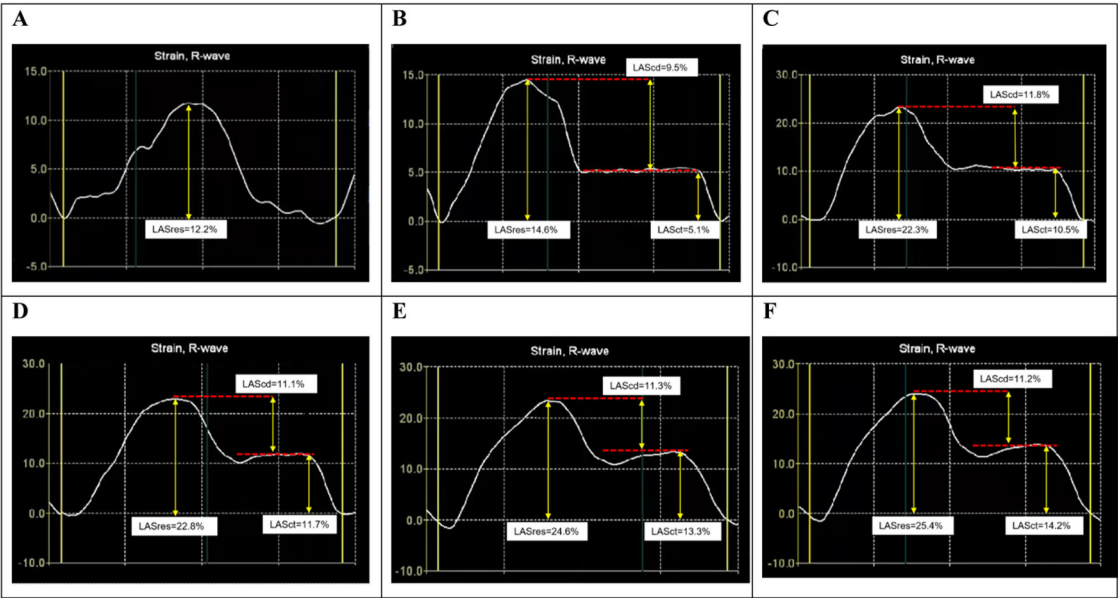 A
Strain, R-wave
15.0
10.0
5.0
0.0
-5.0
LASres=12.2%
B
Strain, R-wave
15.0
10.0
5.0
0.0
-5.0
LAScd=9.5%
LASres=14.6%
LASct=5.1%
C
Strain, R-wave
30.0
20.0
10.0
0.0
-10.0
LAScd=11.8%
LASres=22.3%
LASct=10.5%
D
Strain, R-wave
30.0
20.0
10.0
0.0
-10.0
LAScd=11.1%
LASres=22.8%
LASct=11.7%
E
Strain, R-wave
30.0
20.0
10.0
0.0
-10.0
LAScd=11.3%
LASres=24.6%
LASct=13.3%
F
Strain, R-wave
30.0
20.0
10.0
0.0
-10.0
LAScd=11.2%
LASres=25.4%
LASct=14.2%